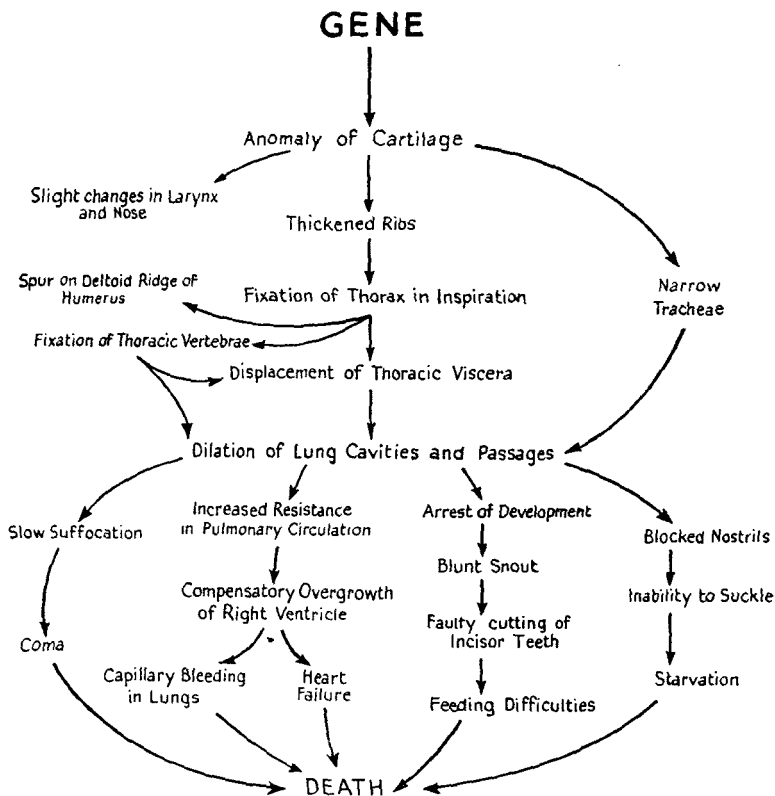 GENE
Anomaly of Cartilage
Slight changes in Larynx
and Nose
Thickened Ribs
Spur on Deltoid Ridge of
Humerus
Fixation of Thorax in Inspiration
Narrow
Tracheae
Fixation of Thoracic Vertebrae
Displacement of Thoracic Viscera
Dilation of Lung Cavities and Passages
Slow Suffocation
Increased Resistance
in Pulmonary Circulation
Arrest of Development
Blocked Nostrils
Blunt Snout
Compensatory Overgrowth
of Right Ventricle
Inability to Suckle
Faulty cutting of
Incisor Teeth
Coma
Capillary Bleeding
in Lungs
Heart
Failure
Feeding Difficulties
Starvation
DEATH